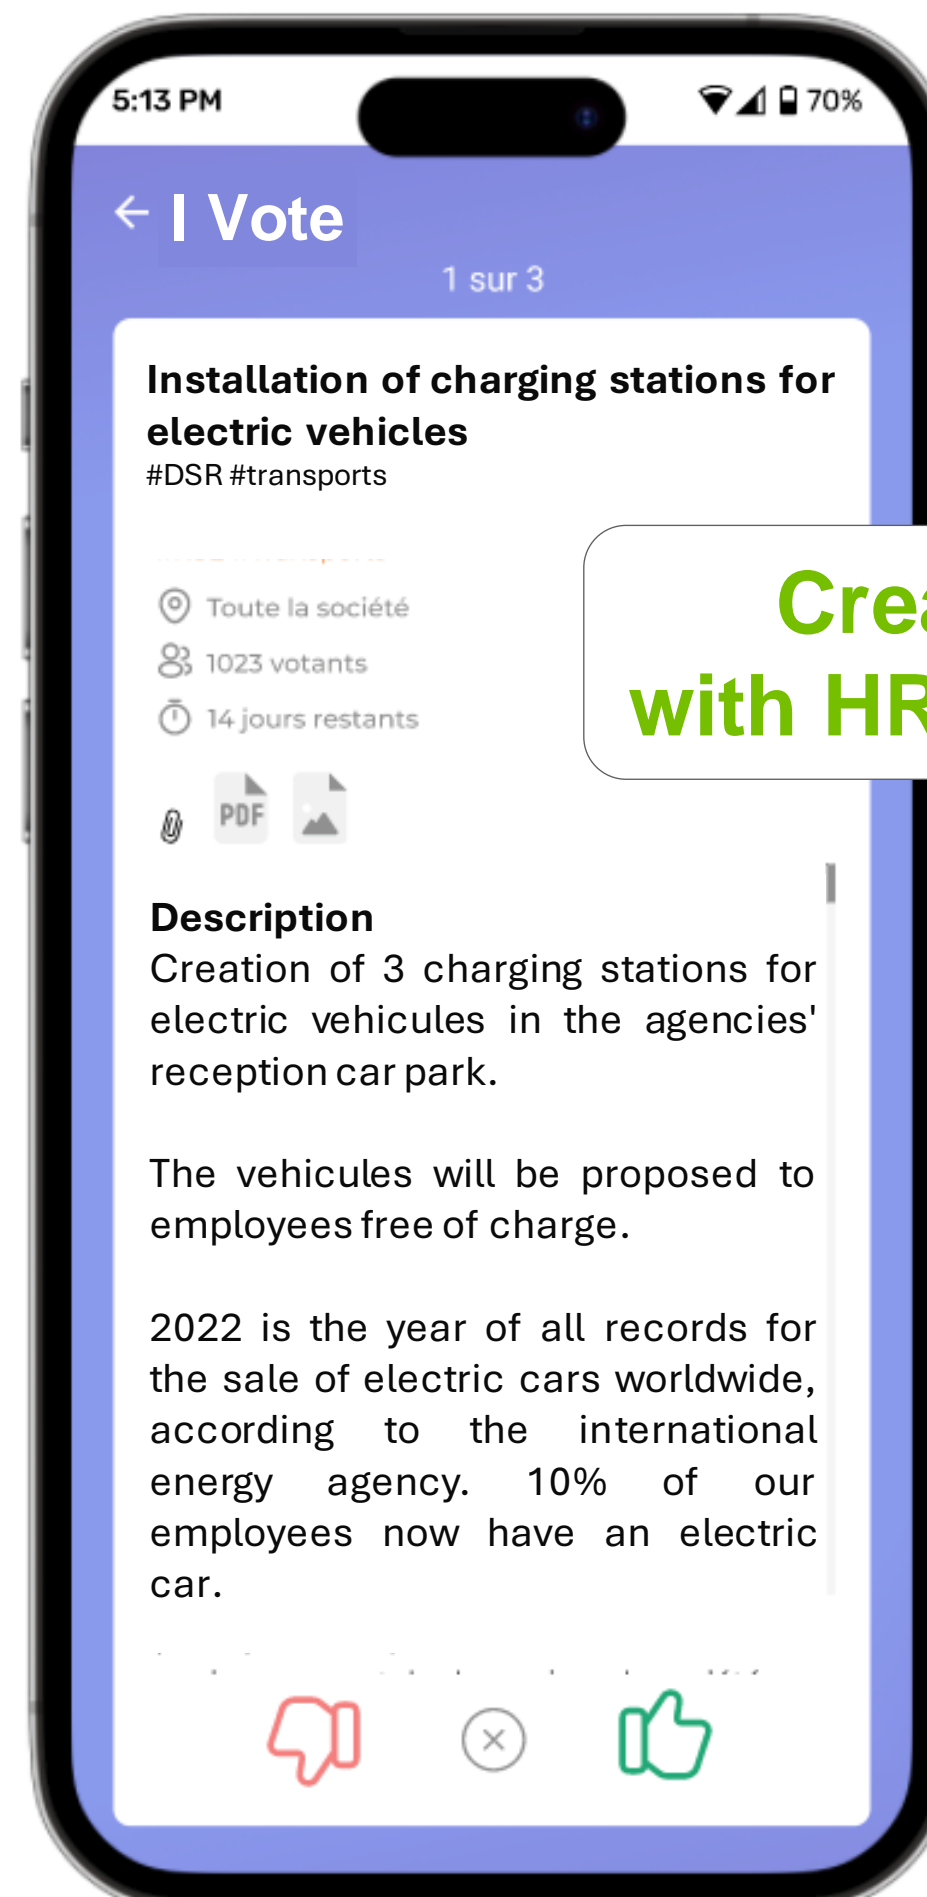 5:13 PM
70%
I Vote
1 sur 3
Installation of charging stations for
electric vehicles
#DSR #transports
Toute la société
1023 votants
14 jours restants
PDF
Description
Creation of 3 charging stations for
electric vehicules in the agencies'
reception car park.
The vehicules will be proposed to
employees free of charge.
2022 is the year of all records for
the sale of electric cars worldwide,
according to the international
energy agency. 10% of our
employees now have an electric
car.
with